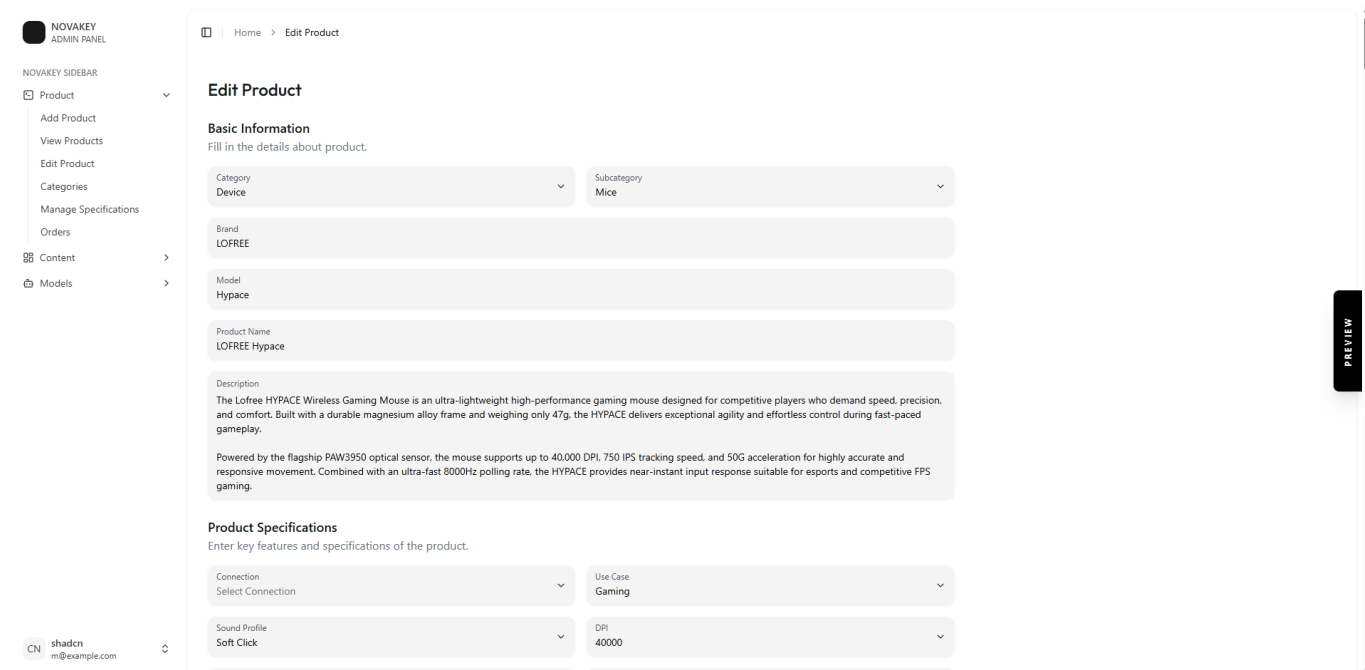 NOVAKEY
ADMIN PANEL
NOVAKEY SIDEBAR
Product
Add Product
View Products
Edit Product
Categories
Manage Specifications
Orders
Content
Models
CN
shadcn
m@example.com
Home > Edit Product
Edit Product
Basic Information
Fill in the details about product.
Category
Device
Subcategory
Mice
Brand
LOFREE
Model
Hypace
Product Name
LOFREE Hypace
Description
The Lofree HYPACE Wireless Gaming Mouse is an ultra-lightweight high-performance gaming mouse designed for competitive players who demand speed, precision,
and comfort. Built with a durable magnesium alloy frame and weighing only 47g, the HYPACE delivers exceptional agility and effortless control during fast-paced
gameplay.
Powered by the flagship PAW3950 optical sensor, the mouse supports up to 40,000 DPI, 750 IPS tracking speed, and 50G acceleration for highly accurate and
responsive movement. Combined with an ultra-fast 8000Hz polling rate, the HYPACE provides near-instant input response suitable for esports and competitive FPS
gaming.
Product Specifications
Enter key features and specifications of the product.
Connection
Select Connection
Use Case
Gaming
Sound Profile
Soft Click
DPI
40000
PREVIEW